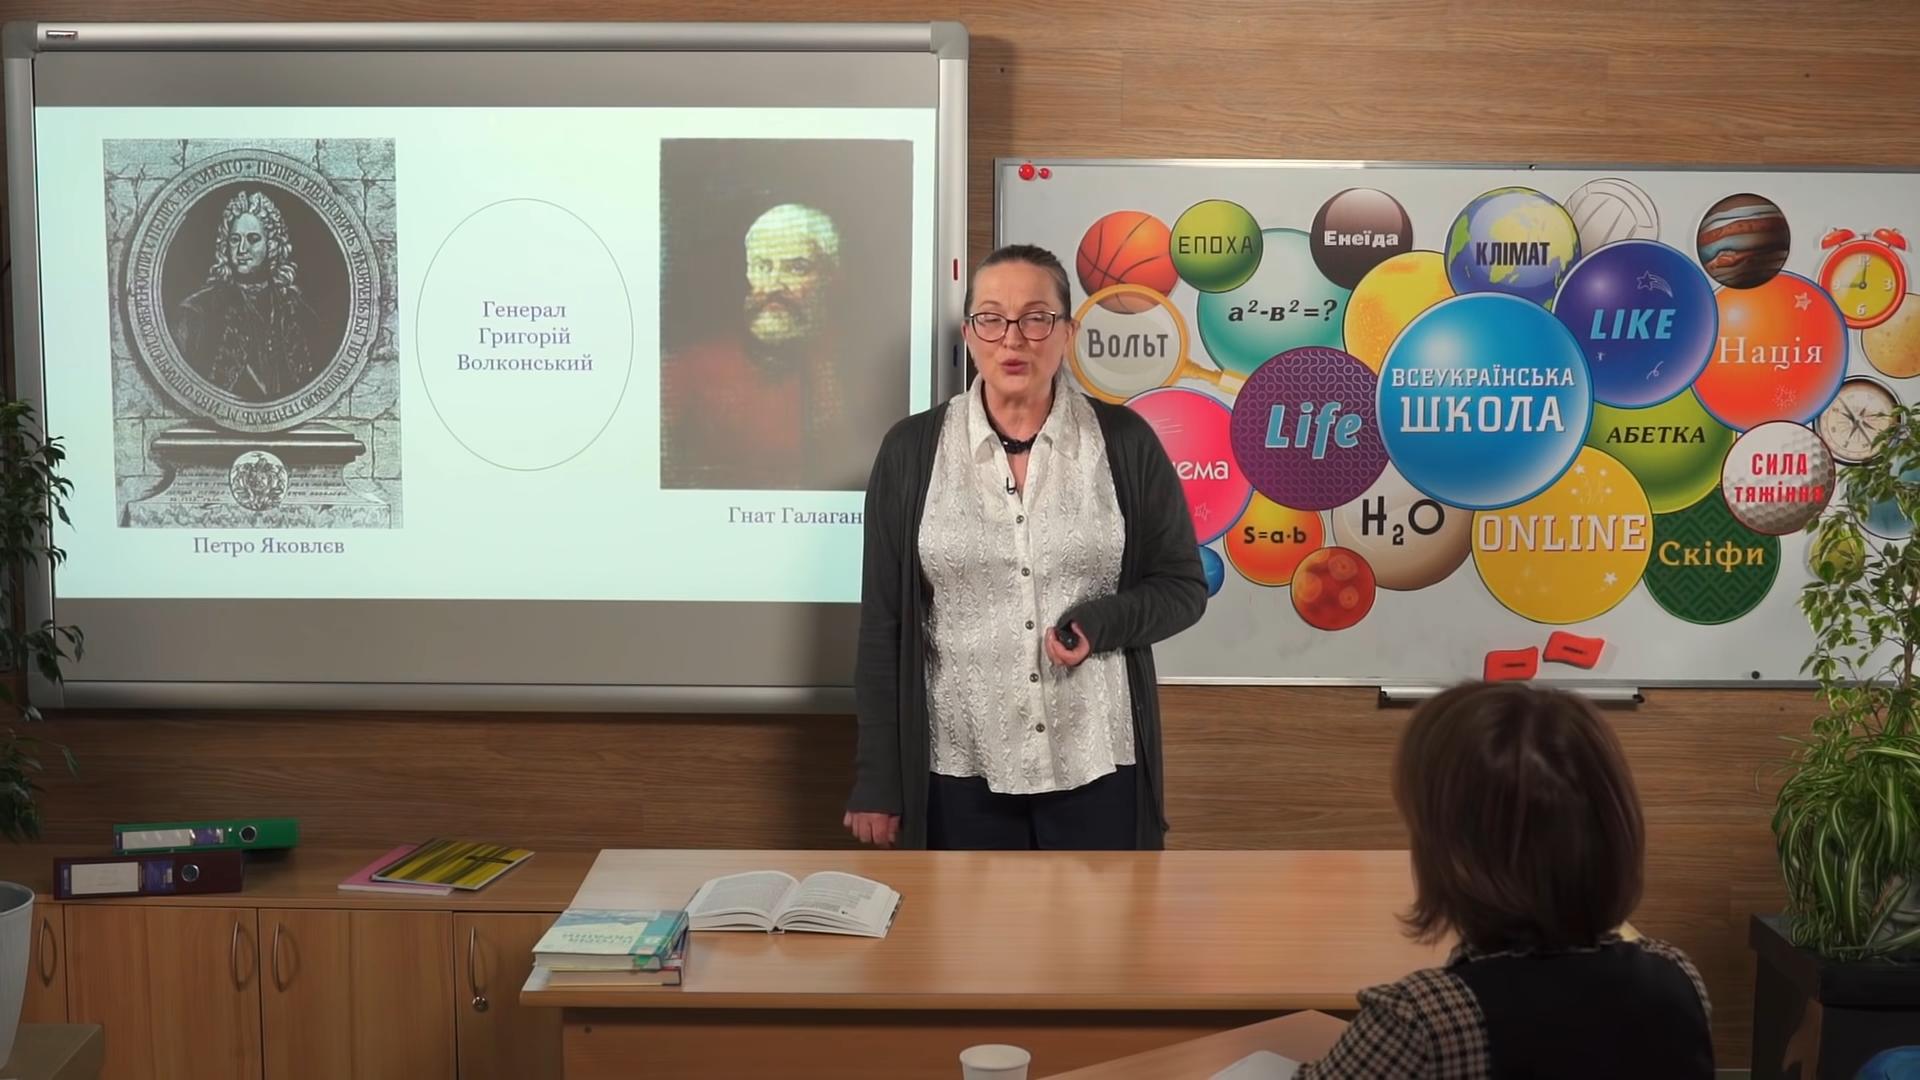 Генерал
Григорій
Волконський
Петро Яковлєв
Гнат Галаган
ЕПОХА
Енеїда
КЛІМАТ
a²-в²=?
LIKE
Вольт
Нація
ВСЕУКРАЇНСЬКА
ШКОЛА
Life
АБЕТКА
СИЛА
ТЯЖІННЯ
H₂O
ONLINE
S=a·b
Скіфи